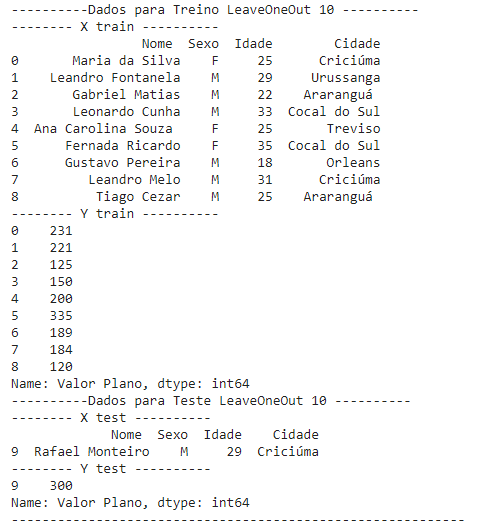 ----------Dados para Treino LeaveOneOut 10 ----------
-------- X train ----------
Nome Sexo Idade Cidade
0 Maria da Silva F 25 Criciúma
1 Leandro Fontanela M 29 Urussanga
2 Gabriel Matias M 22 Araranguá
3 Leonardo Cunha M 33 Cocal do Sul
4 Ana Carolina Souza F 25 Treviso
5 Fernada Ricardo F 35 Cocal do Sul
6 Gustavo Pereira M 18 Orleans
7 Leandro Melo M 31 Criciúma
8 Tiago Cezar M 25 Araranguá
-------- Y train ----------
0 231
1 221
2 125
3 150
4 200
5 335
6 189
7 184
8 120
Name: Valor Plano, dtype: int64
----------Dados para Teste LeaveOneOut 10 ----------
-------- X test ----------
Nome Sexo Idade Cidade
9 Rafael Monteiro M 29 Criciúma
-------- Y test ----------
9 300
Name: Valor Plano, dtype: int64
------------------------------------------------------------